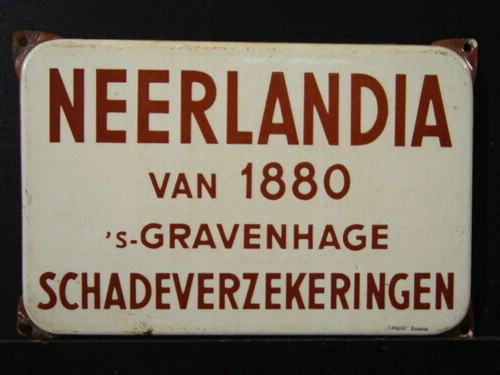 NEERLANDIA
VAN 1880
's-GRAVENHAGE
SCHADEVERZEKERINGEN